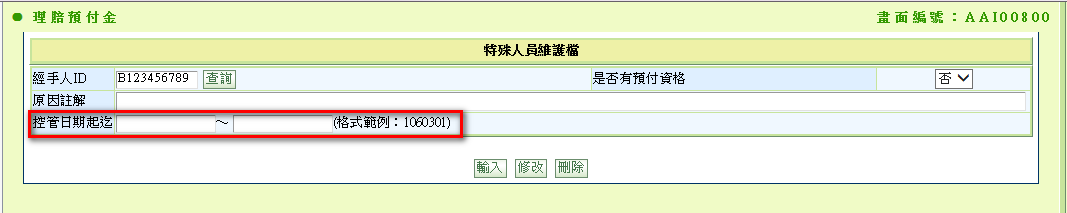 理賠預付金 畫面編號：AAI00800
特殊人員維護檔
經手人ID B123456789 查詢 是否有預付資格 否
原因註解
控管日期起迄 ～ (格式範例：1060301)
輸入 修改 刪除